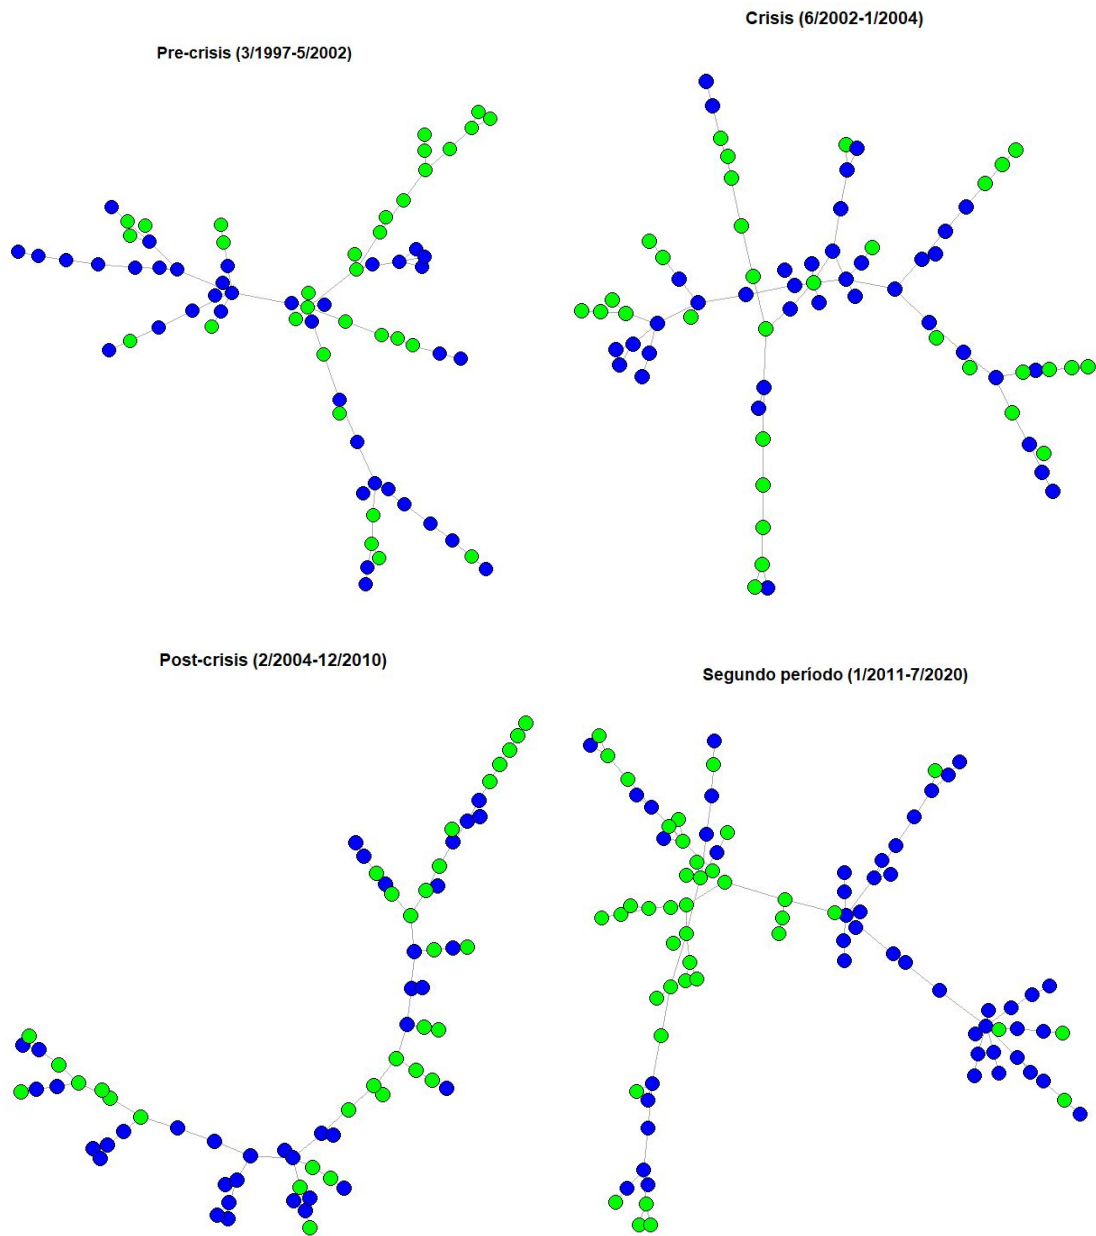 Pre-crisis (3/1997-5/2002)
Crisis (6/2002-1/2004)
Post-crisis (2/2004-12/2010)
Segundo período (1/2011-7/2020)